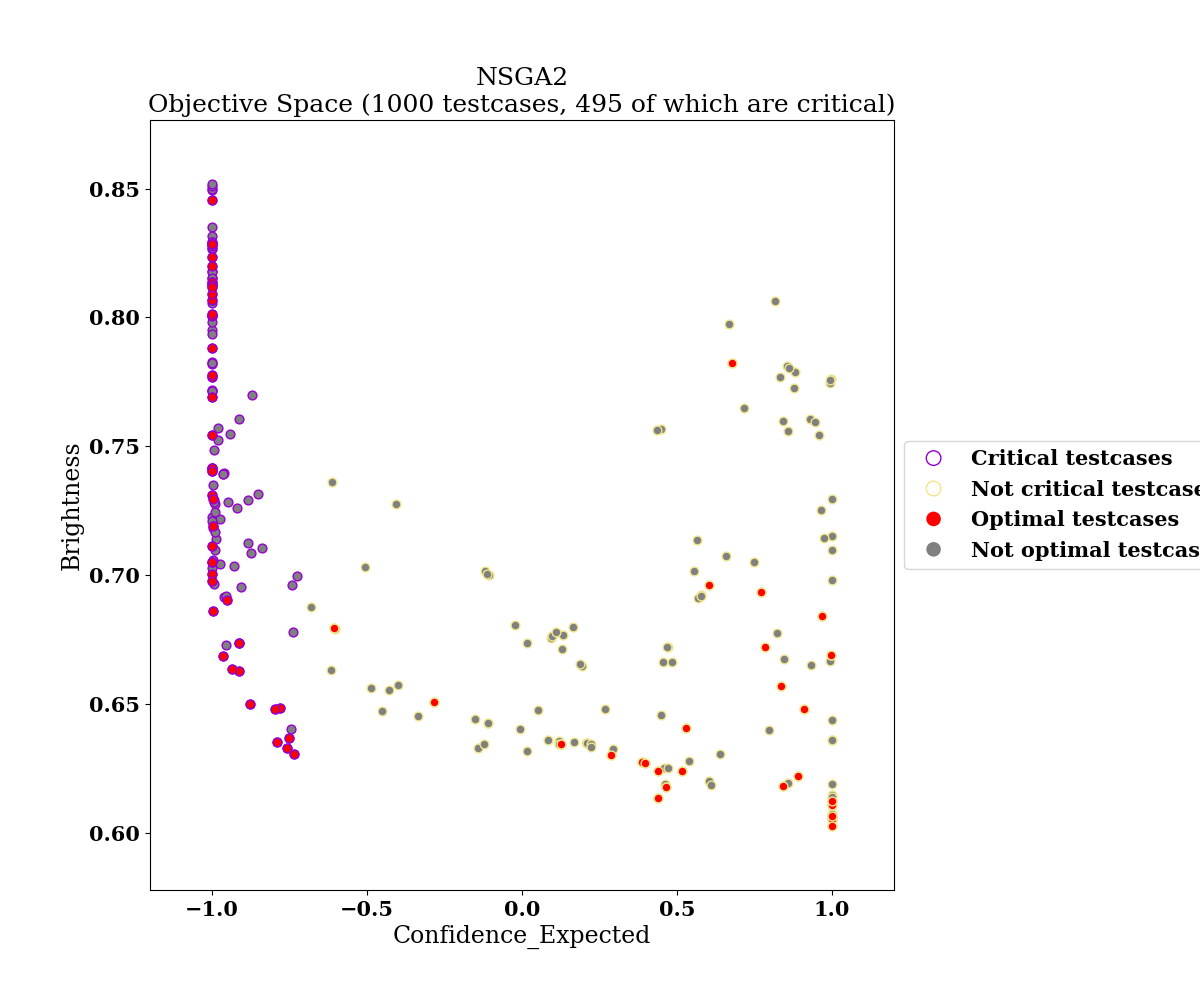 NSGA2
Objective Space (1000 testcases, 495 of which are critical)
0.85
0.80
0.75
0.70
0.65
0.60
Brightness
−1.0
−0.5
0.0
0.5
1.0
Confidence_Expected
Critical testcases
Not critical testcase
Optimal testcases
Not optimal testcas